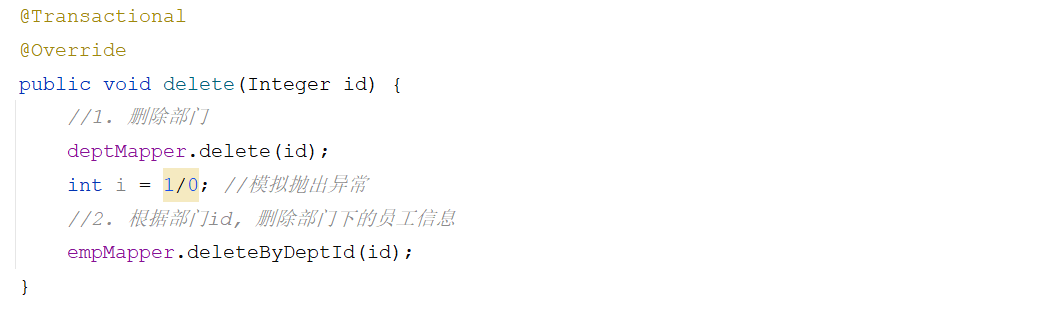 @Transactional
@Override
public void delete(Integer id) {
//1. 删除部门
deptMapper.delete(id);
int i = 1/0; //模拟抛出异常
//2. 根据部门id, 删除部门下的员工信息
empMapper.deleteByDeptId(id);
}